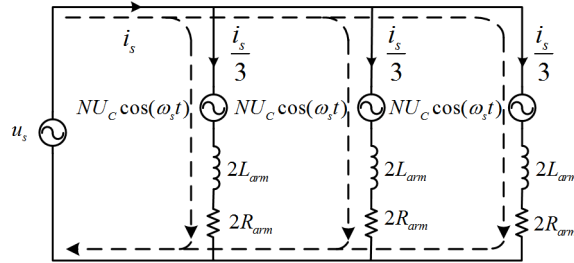 i_s
i_s/3
i_s/3
i_s/3
NU_C cos(ω_s t)
NU_C cos(ω_s t)
NU_C cos(ω_s t)
u_s
2L_arm
2L_arm
2L_arm
2R_arm
2R_arm
2R_arm